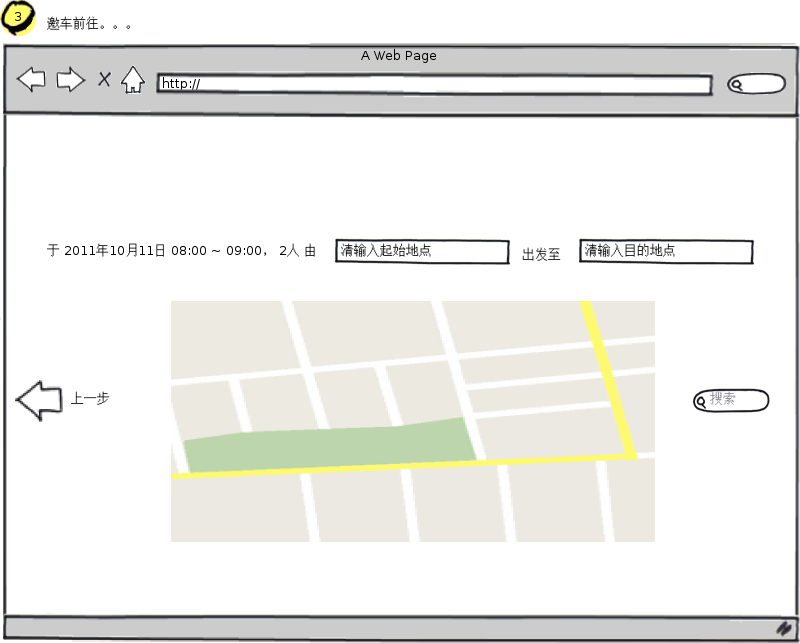 3
邀车前往。。。
A Web Page
http://
于 2011年10月11日 08:00 ~ 09:00， 2人 由
清输入起始地点
出发至
清输入目的地点
上一步
搜索